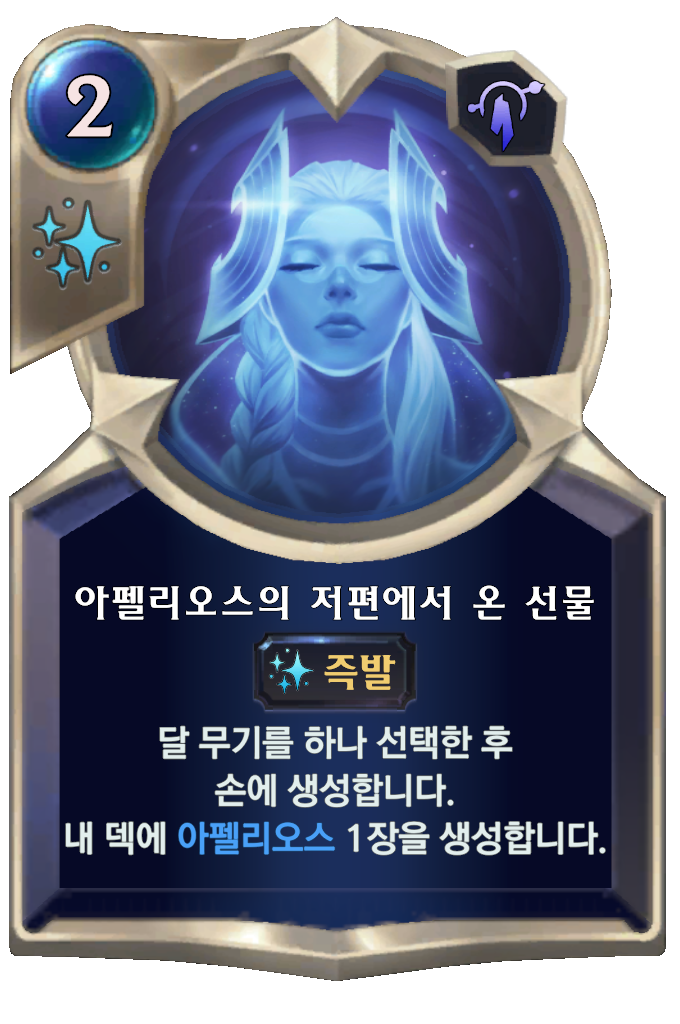 2
아펠리오스의 저편에서 온 선물
즉발
달 무기를 하나 선택한 후
손에 생성합니다.
내 덱에 아펠리오스 1장을 생성합니다.